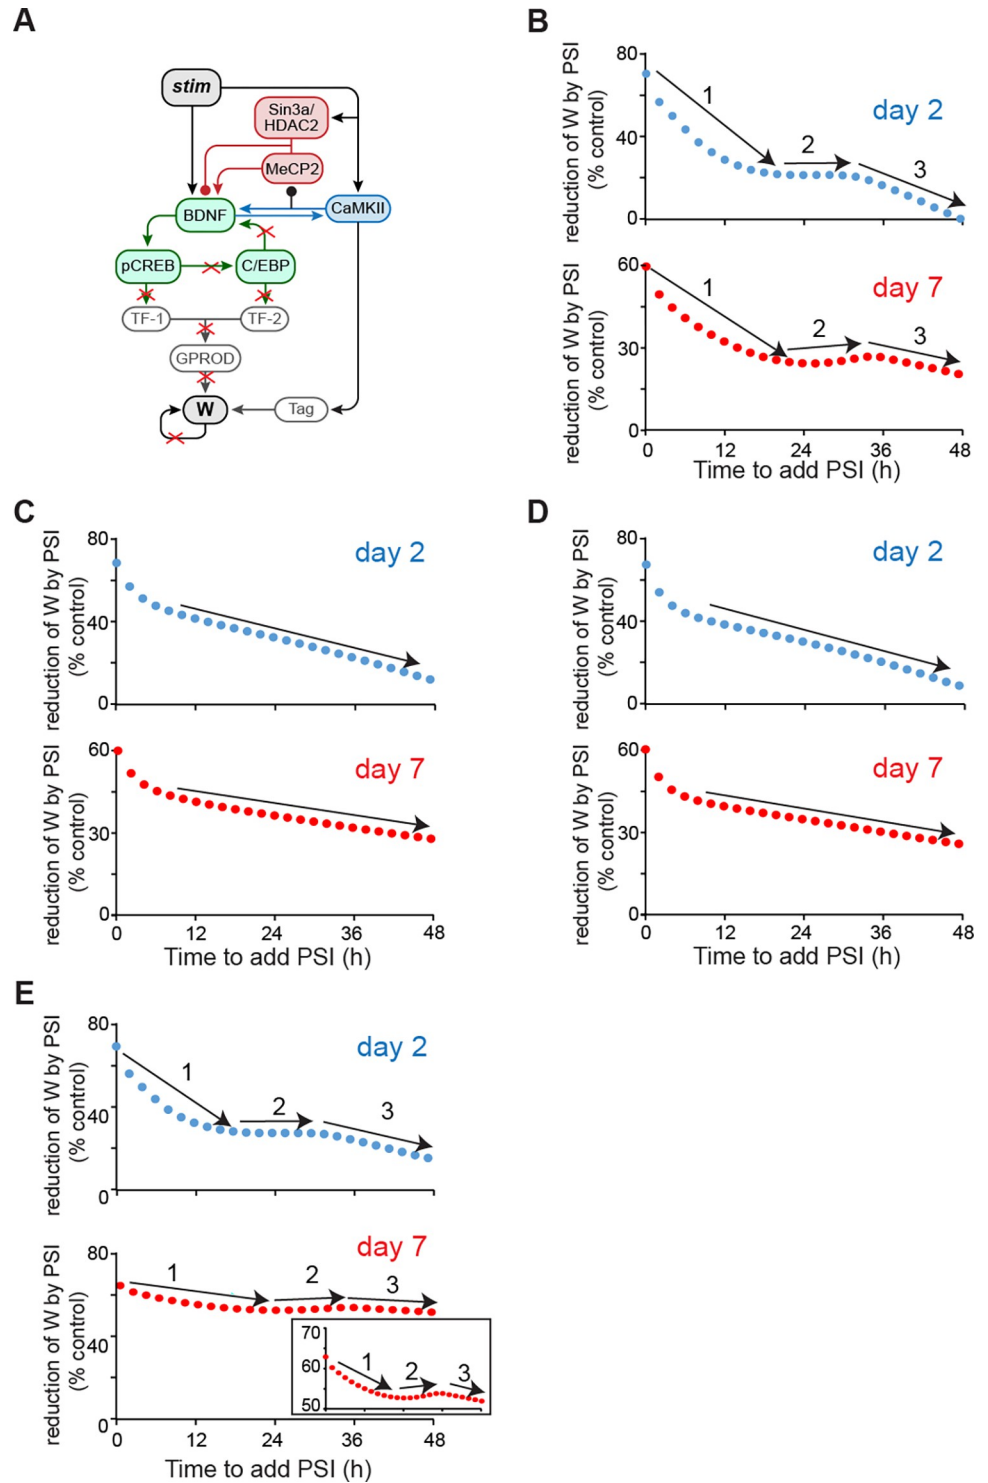 A
stim
Sin3a/
HDAC2
MeCP2
BDNF
CaMKII
pCREB
C/EBP
TF-1
TF-2
GPROD
W
Tag
B
reduction of W by PSI
(% control)
80
40
0
day 2
1
2
3
reduction of W by PSI
(% control)
60
30
0
day 7
1
2
3
0 12 24 36 48
Time to add PSI (h)
C
reduction of W by PSI
(% control)
80
40
0
day 2
reduction of W by PSI
(% control)
60
30
0
day 7
0 12 24 36 48
Time to add PSI (h)
D
reduction of W by PSI
(% control)
80
40
0
day 2
reduction of W by PSI
(% control)
60
30
0
day 7
0 12 24 36 48
Time to add PSI (h)
E
reduction of W by PSI
(% control)
80
40
0
day 2
1
2
3
reduction of W by PSI
(% control)
80
40
0
day 7
1
2
3
70
60
50
1
2
3
0 12 24 36 48
Time to add PSI (h)